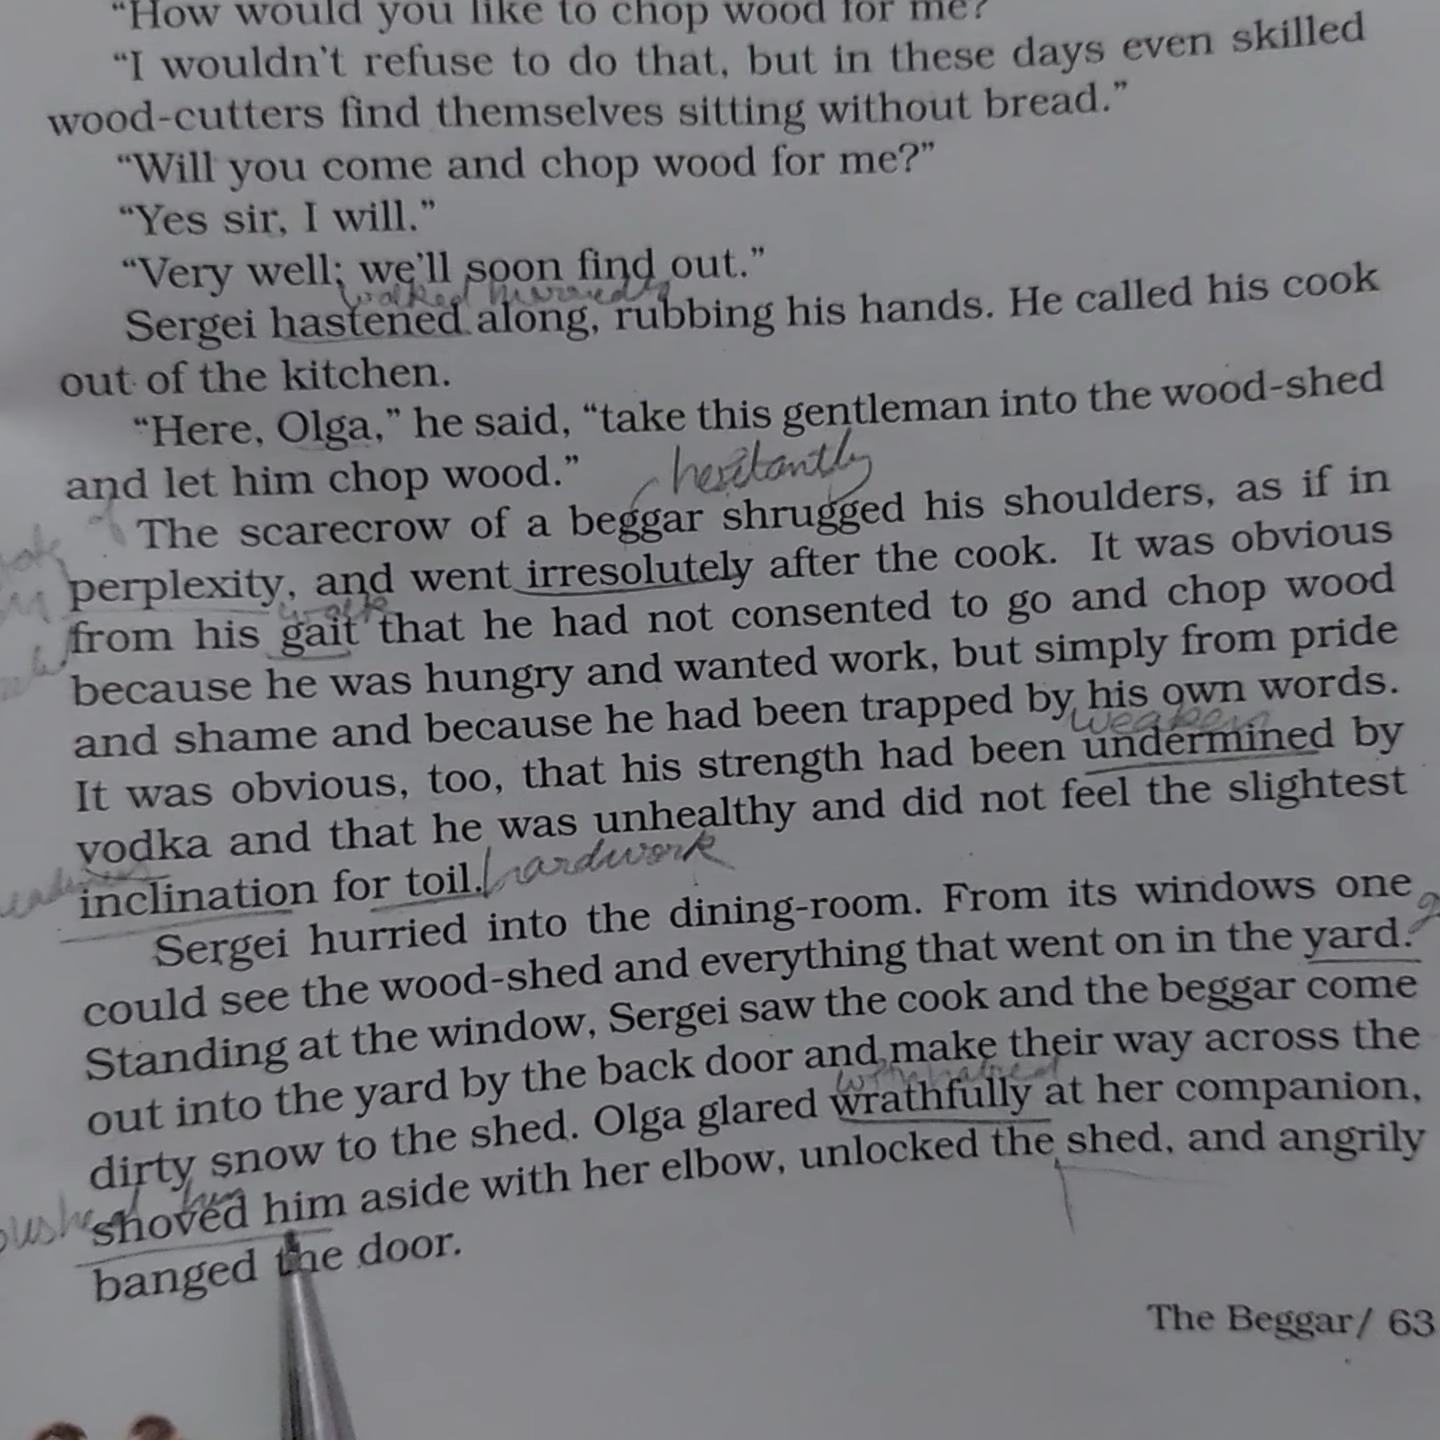 "How would you like to chop wood for me?
"I wouldn't refuse to do that, but in these days even skilled
wood-cutters find themselves sitting without bread."
"Will you come and chop wood for me?"
"Yes sir, I will."
"Very well; we'll soon find out."
walked hurriedly
Sergei hastened along, rubbing his hands. He called his cook
out of the kitchen.
"Here, Olga," he said, "take this gentleman into the wood-shed
and let him chop wood."
hesitantly
The scarecrow of a beggar shrugged his shoulders, as if in
perplexity, and went irresolutely after the cook. It was obvious
walk
from his gait that he had not consented to go and chop wood
because he was hungry and wanted work, but simply from pride
and shame and because he had been trapped by his own words.
weaken
It was obvious, too, that his strength had been undermined by
vodka and that he was unhealthy and did not feel the slightest
inclination for toil. hardwork
Sergei hurried into the dining-room. From its windows one
could see the wood-shed and everything that went on in the yard.
Standing at the window, Sergei saw the cook and the beggar come
out into the yard by the back door and make their way across the
dirty snow to the shed. Olga glared wrathfully at her companion,
him
shoved him aside with her elbow, unlocked the shed, and angrily
banged the door.
The Beggar/ 63